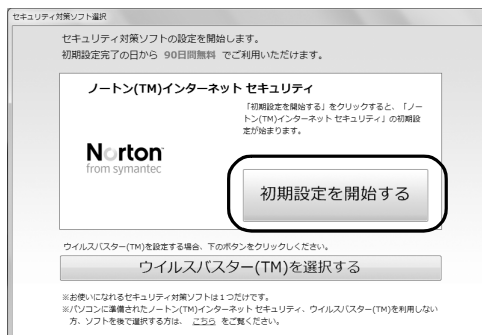 セキュリティ対策ソフト選択
セキュリティ対策ソフトの設定を開始します。
初期設定完了の日から 90日間無料 でご利用いただけます。
ノートン(TM)インターネット セキュリティ
「初期設定を開始する」をクリックすると、「ノー
トン(TM)インターネット セキュリティ」の初期設
定が始まります。
Norton
from symantec
初期設定を開始する
ウイルスバスター(TM)を設定する場合、下のボタンをクリックしください。
ウイルスバスター(TM)を選択する
※お使いになれるセキュリティ対策ソフトは１つだけです。
※パソコンに準備されたノートン(TM)インターネット セキュリティ、ウイルスバスター(TM)を利用しない
方、ソフトを後で選択する方は、 こちら をご覧ください。